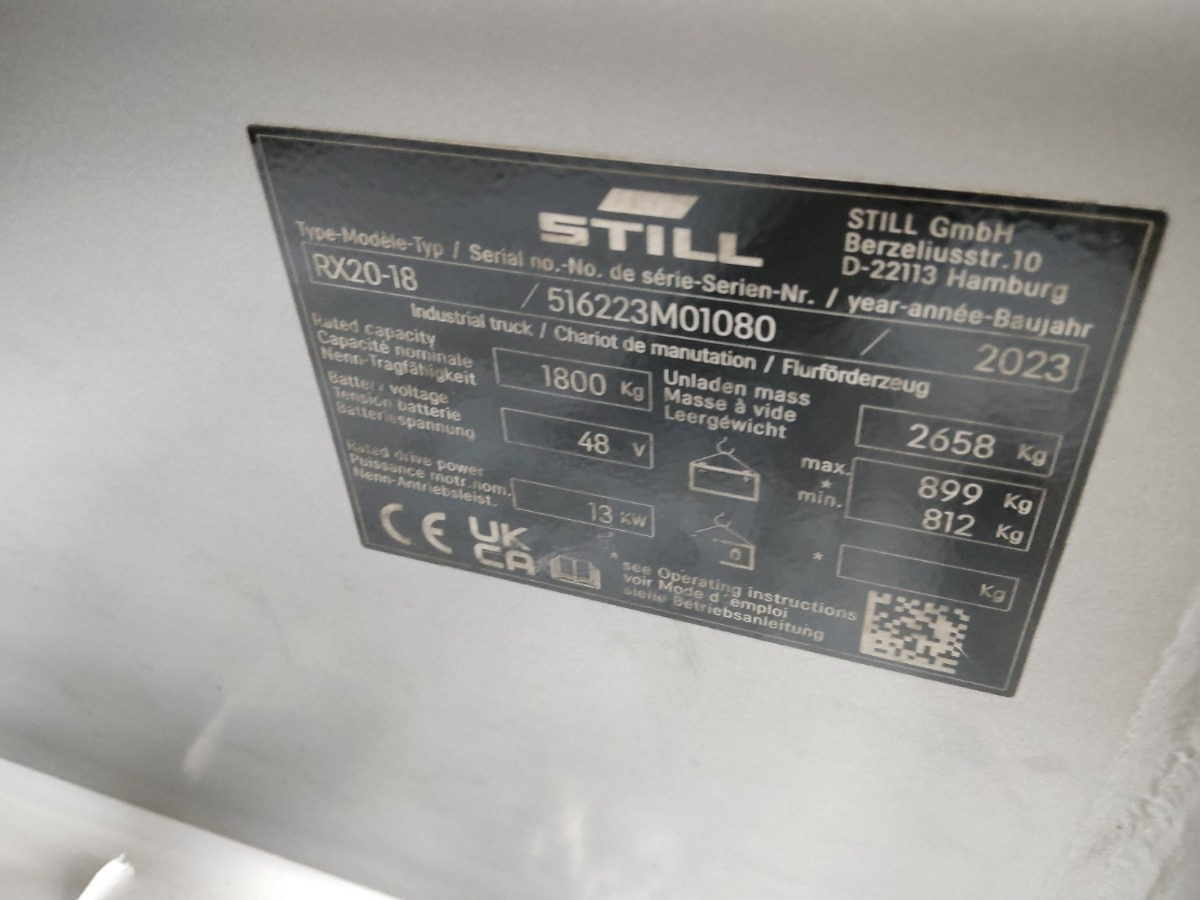 STILL
STILL GmbH
Berzeliusstr.10
D-22113 Hamburg
Type-Modèle-Typ / Serial no.-No. de série-Serien-Nr. / year-année-Baujahr
RX20-18 / 516223M01080 / 2023
Industrial truck / Chariot de manutation / Flurförderzeug
Rated capacity
Capacité nominale
Nenn-Tragfähigkeit
1800 Kg
Unladen mass
Masse à vide
Leergéwicht
2658 Kg
Battery voltage
Tension batterie
Batteriespannung
48 V
max. 899 Kg
*
min. 812 Kg
Rated drive power
Puissance motr.nom.
Nenn-Antriebsleist.
13 KW
* Kg
CE UK
CA
* see Operating instructions
voir Mode d'emploi
siehe Betriebsanleitung